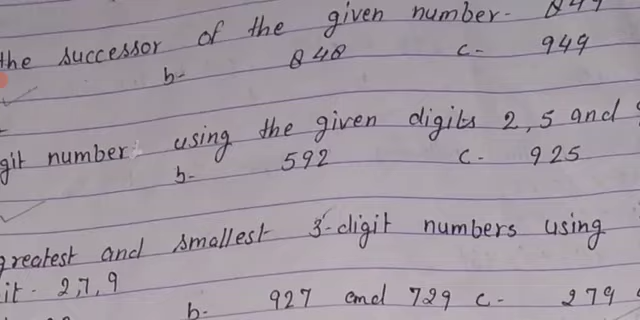 the successor of the given number.
b- 848 c- 949
git number using the given digits 2, 5 and
b- 592 c- 925
greatest and smallest 3-digit numbers using
it - 2,7,9
b- 927 and 729 c- 279